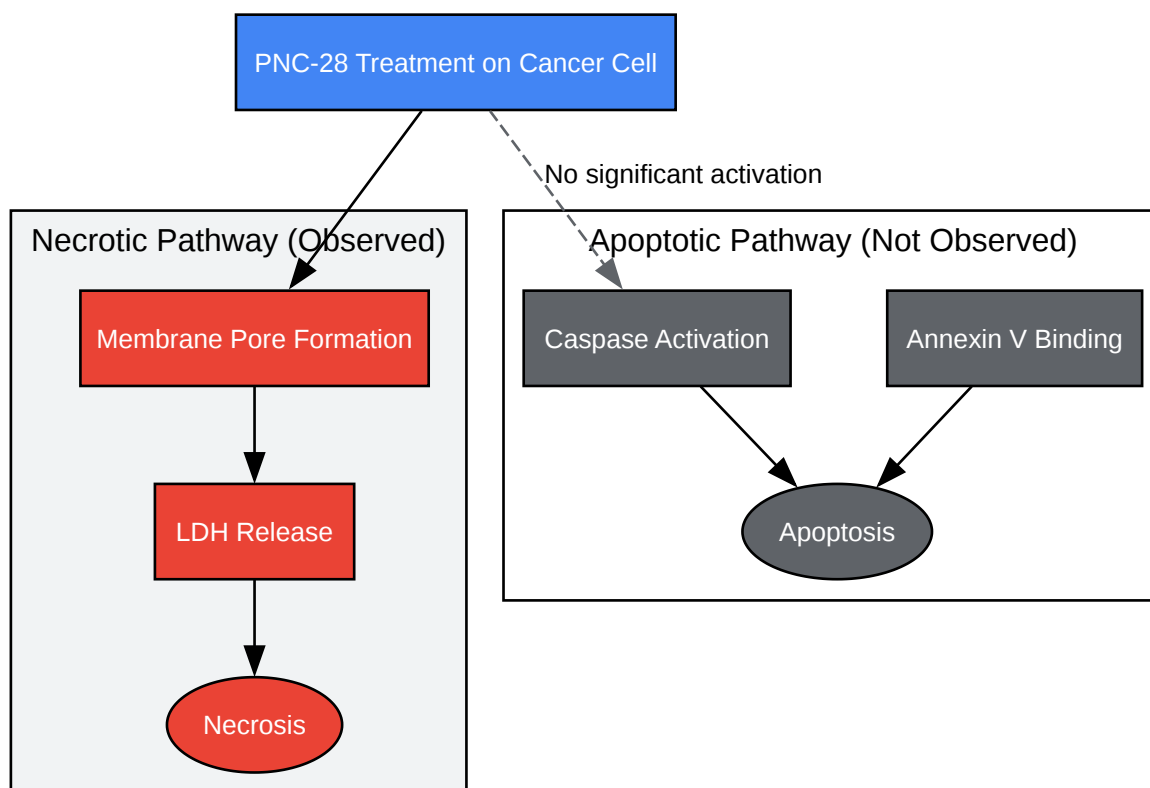 PNC-28 Treatment on Cancer Cell
No significant activation
Necrotic Pathway (Observed)
Apoptotic Pathway (Not Observed)
Membrane Pore Formation
Caspase Activation
Annexin V Binding
LDH Release
Apoptosis
Necrosis